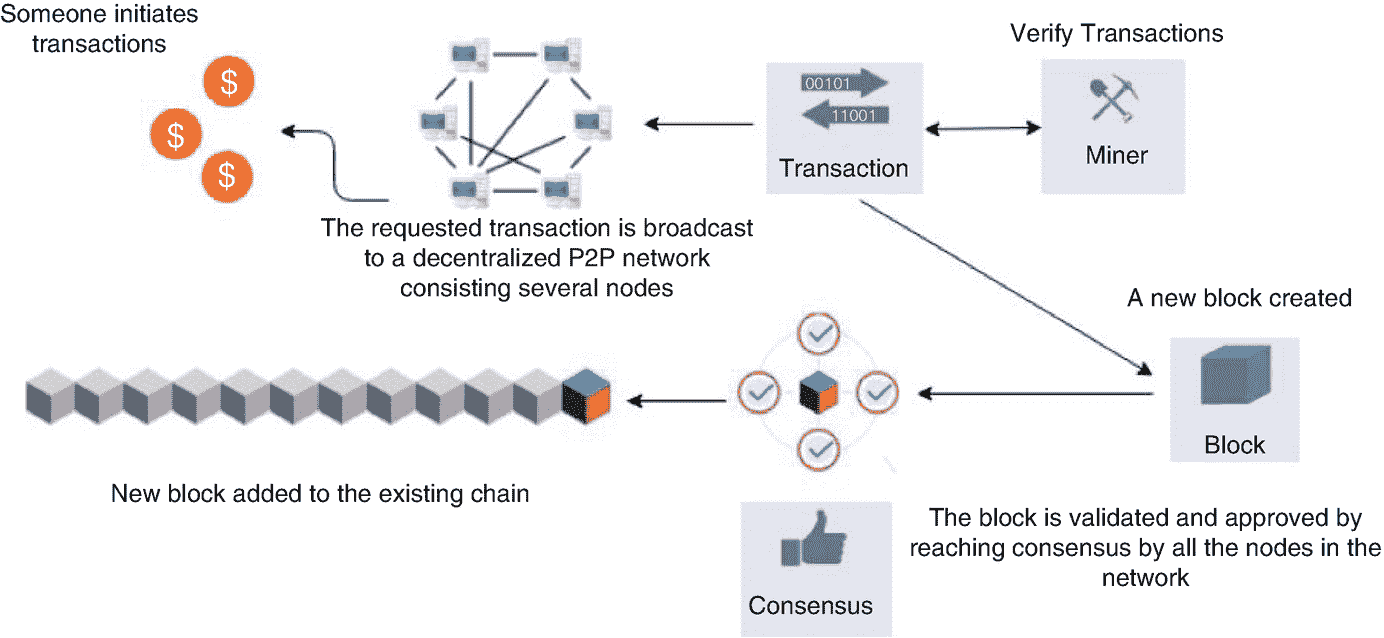 Someone initiates
transactions
$
$
$
The requested transaction is broadcast
to a decentralized P2P network
consisting several nodes
00101
11001
Transaction
Verify Transactions
Miner
A new block created
Block
The block is validated and approved by
reaching consensus by all the nodes in the
network
Consensus
New block added to the existing chain